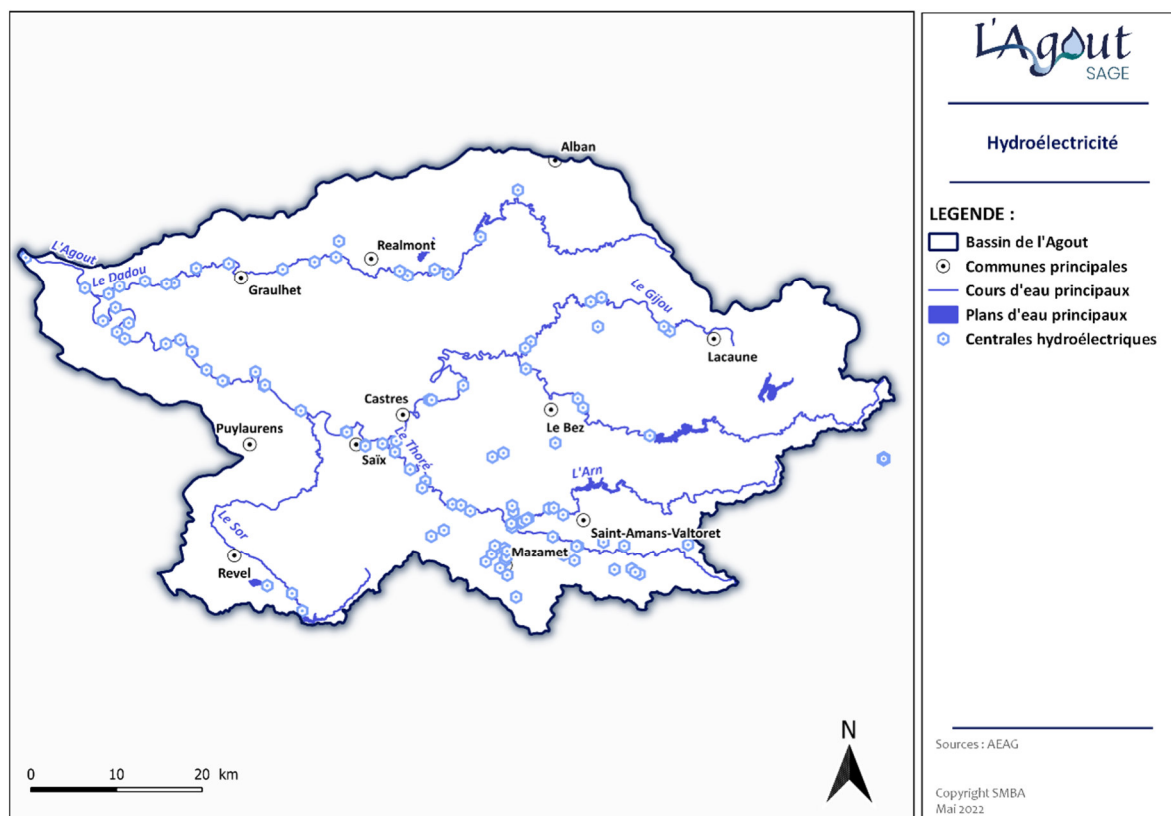 Alban
Realmont
L'Agout
Le Dadou
Graulhet
Le Gijou
Lacaune
Castres
Le Bez
Puylaurens
Le Thoré
Saïx
L'Arn
Le Sor
Saint-Amans-Valtoret
Mazamet
Revel
0 10 20 km
N
L'Agout
SAGE
Hydroélectricité
LEGENDE :
Bassin de l'Agout
Communes principales
Cours d'eau principaux
Plans d'eau principaux
Centrales hydroélectriques
Sources : AEAG
Copyright SMBA
Mai 2022